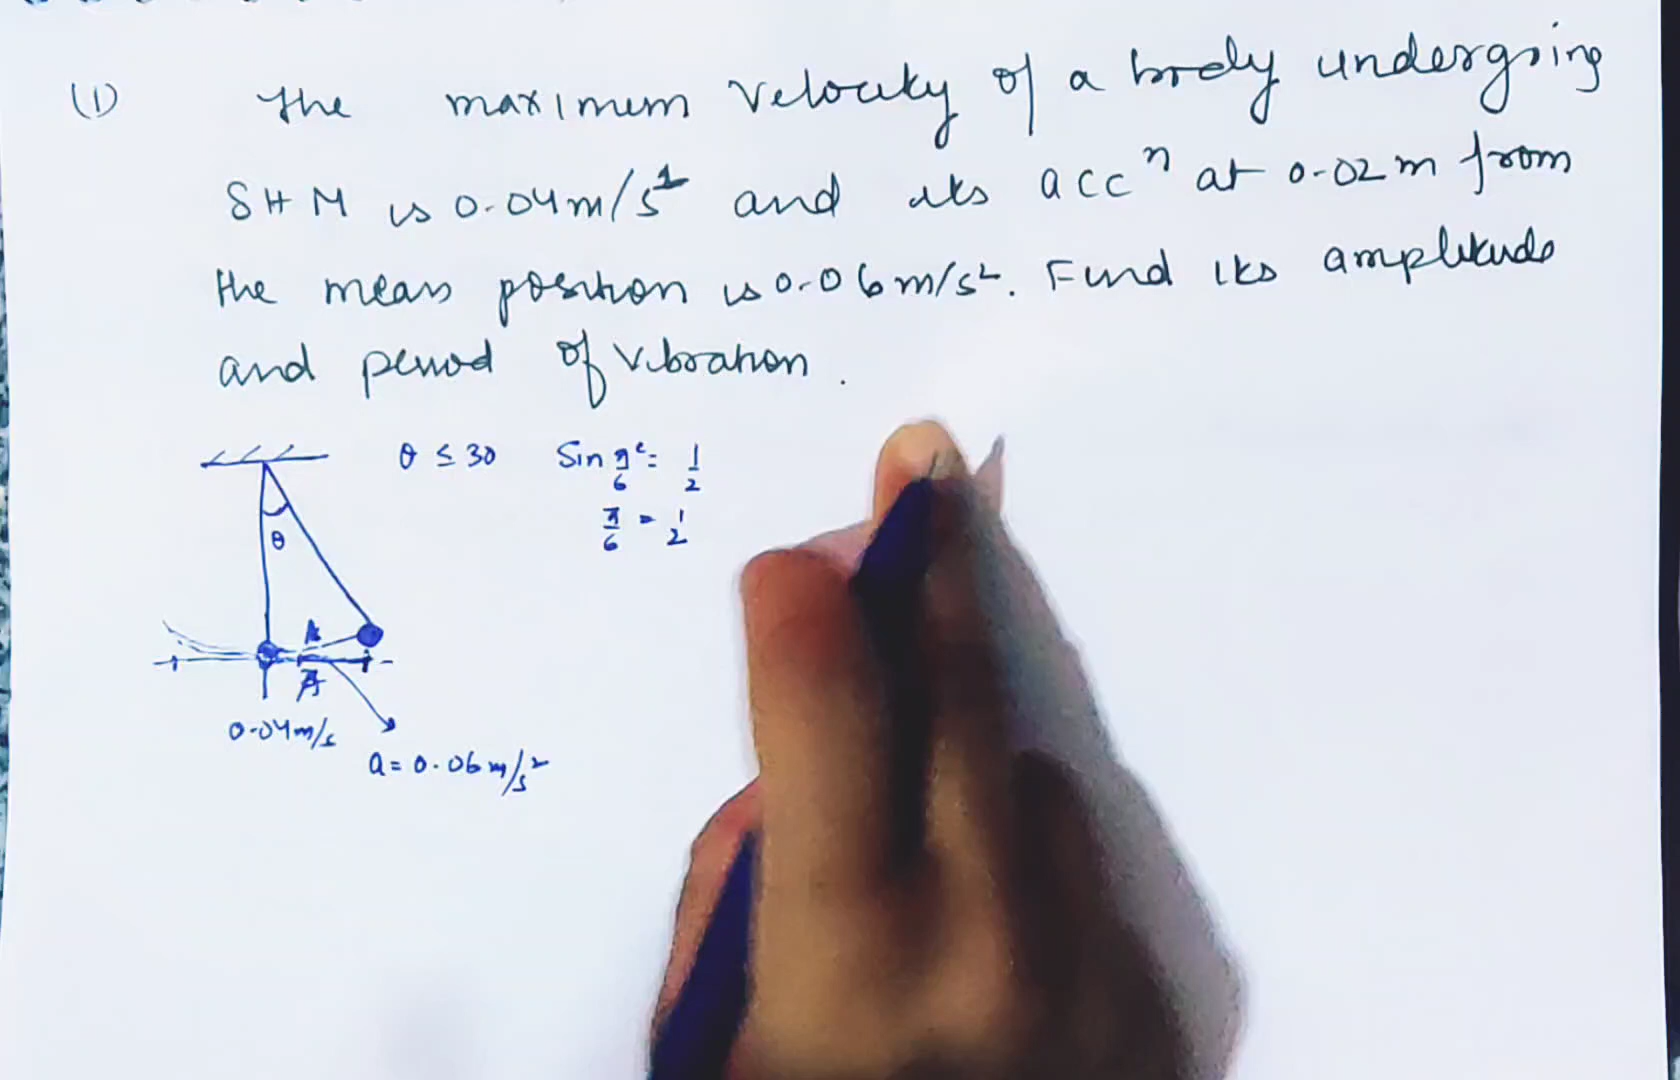 (1) The maximum velocity of a body undergoing
SHM is 0.04m/s and its accⁿ at 0.02m from
the mean position is 0.06m/s². Find its amplitude
and period of vibration.
θ ≤ 30 Sin π/6ᶜ = 1/2
π/6 = 1/2
θ
A
0.04m/s
a = 0.06m/s²